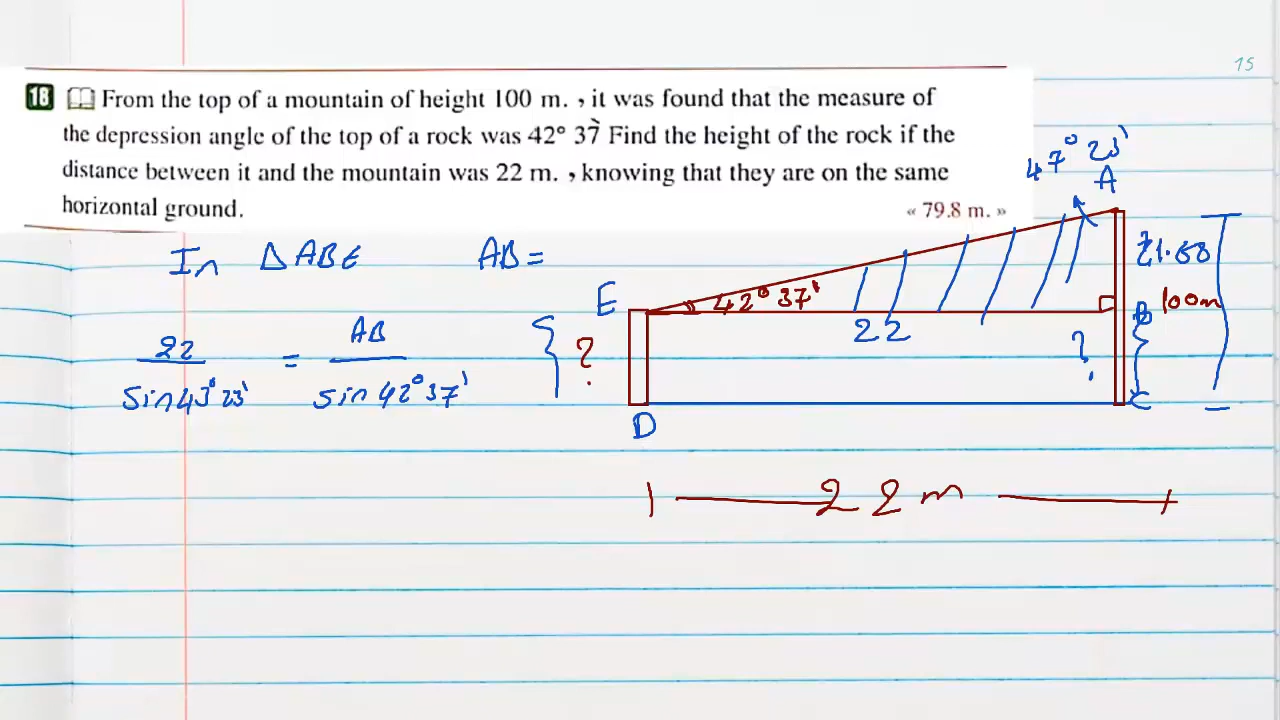 15
18 From the top of a mountain of height 100 m. , it was found that the measure of
the depression angle of the top of a rock was 42° 37` Find the height of the rock if the
distance between it and the mountain was 22 m. , knowing that they are on the same
horizontal ground.
« 79.8 m. »
47° 23'
A
In ΔABE AB=
E 42° 37'
B 100m
22
22 / sin 43° 23' = AB / sin 42° 37'
?
?
D
C
22 m